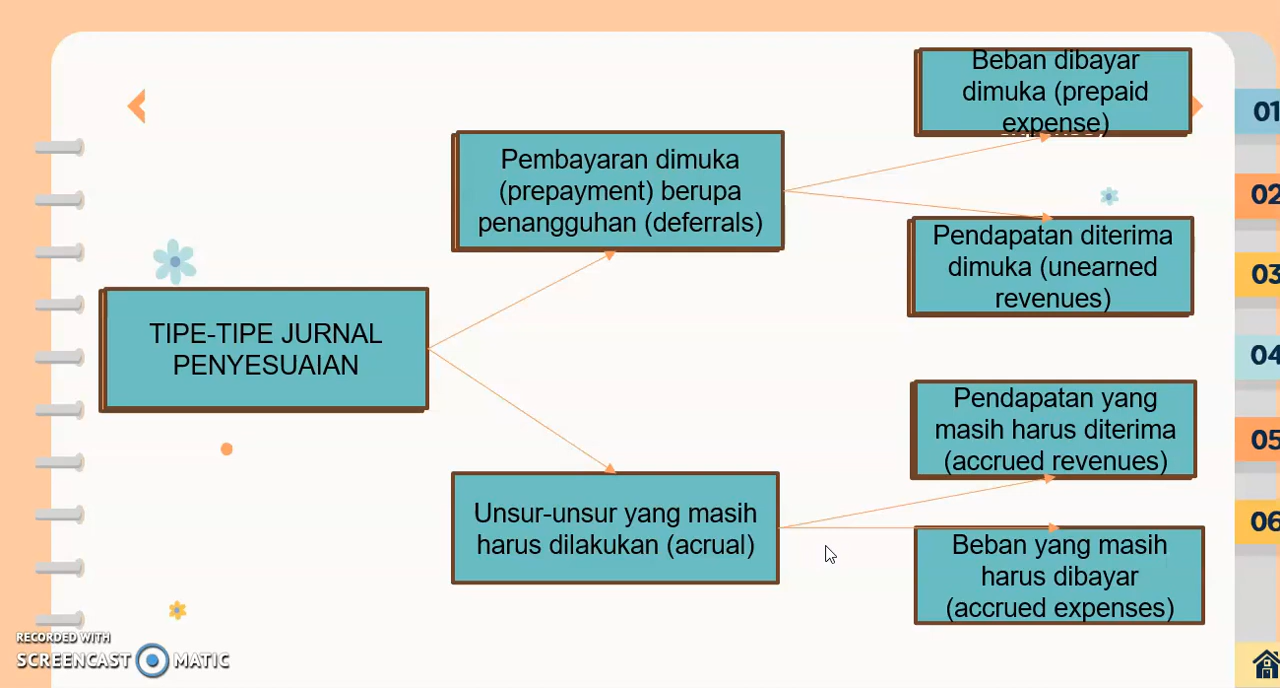 Beban dibayar
dimuka (prepaid
expense)
01
Pembayaran dimuka
(prepayment) berupa
penangguhan (deferrals)
02
Pendapatan diterima
dimuka (unearned
revenues)
03
TIPE-TIPE JURNAL
PENYESUAIAN
04
Pendapatan yang
masih harus diterima
(accrued revenues)
05
Unsur-unsur yang masih
harus dilakukan (acrual)
06
Beban yang masih
harus dibayar
(accrued expenses)
RECORDED WITH
SCREENCAST MATIC